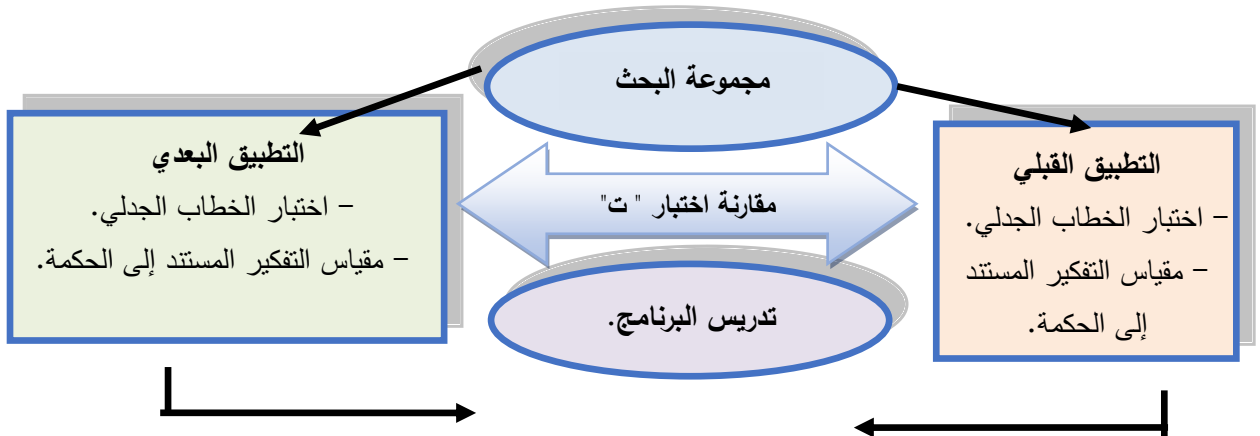 مجموعة البحث
التطبيق القبلي
– اختبار الخطاب الجدلي.
– مقياس التفكير المستند
إلى الحكمة.
مقارنة اختبار " ت"
التطبيق البعدي
– اختبار الخطاب الجدلي.
– مقياس التفكير المستند إلى الحكمة.
تدريس البرنامج.